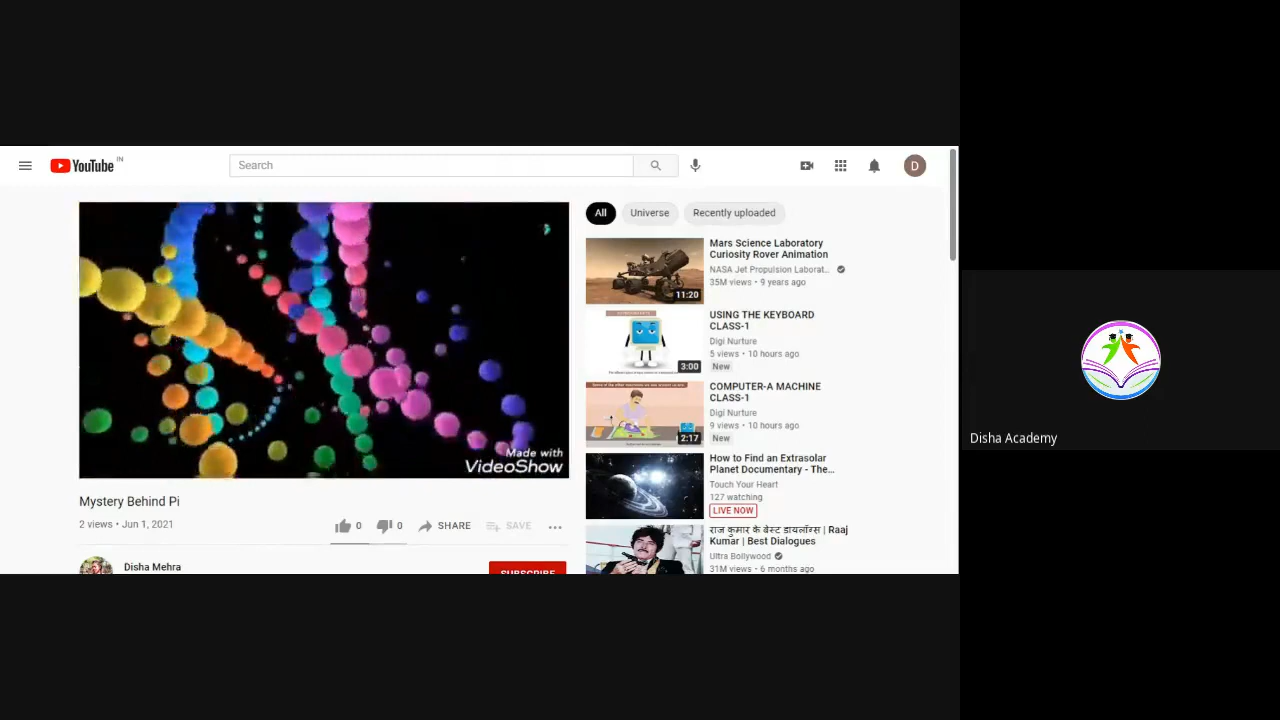 YouTube IN
Search
D
Made with
VideoShow
Mystery Behind Pi
2 views • Jun 1, 2021
0
0
SHARE
SAVE
Disha Mehra
SUBSCRIBE
All
Universe
Recently uploaded
Mars Science Laboratory
Curiosity Rover Animation
NASA Jet Propulsion Laborat...
35M views • 9 years ago
11:20
USING THE KEYBOARD
CLASS-1
Digi Nurture
5 views • 10 hours ago
New
3:00
COMPUTER-A MACHINE
CLASS-1
Digi Nurture
9 views • 10 hours ago
New
2:17
How to Find an Extrasolar
Planet Documentary - The...
Touch Your Heart
127 watching
LIVE NOW
राज कुमार के बेस्ट डायलॉग्स | Raaj
Kumar | Best Dialogues
Ultra Bollywood
31M views • 6 months ago
Disha Academy